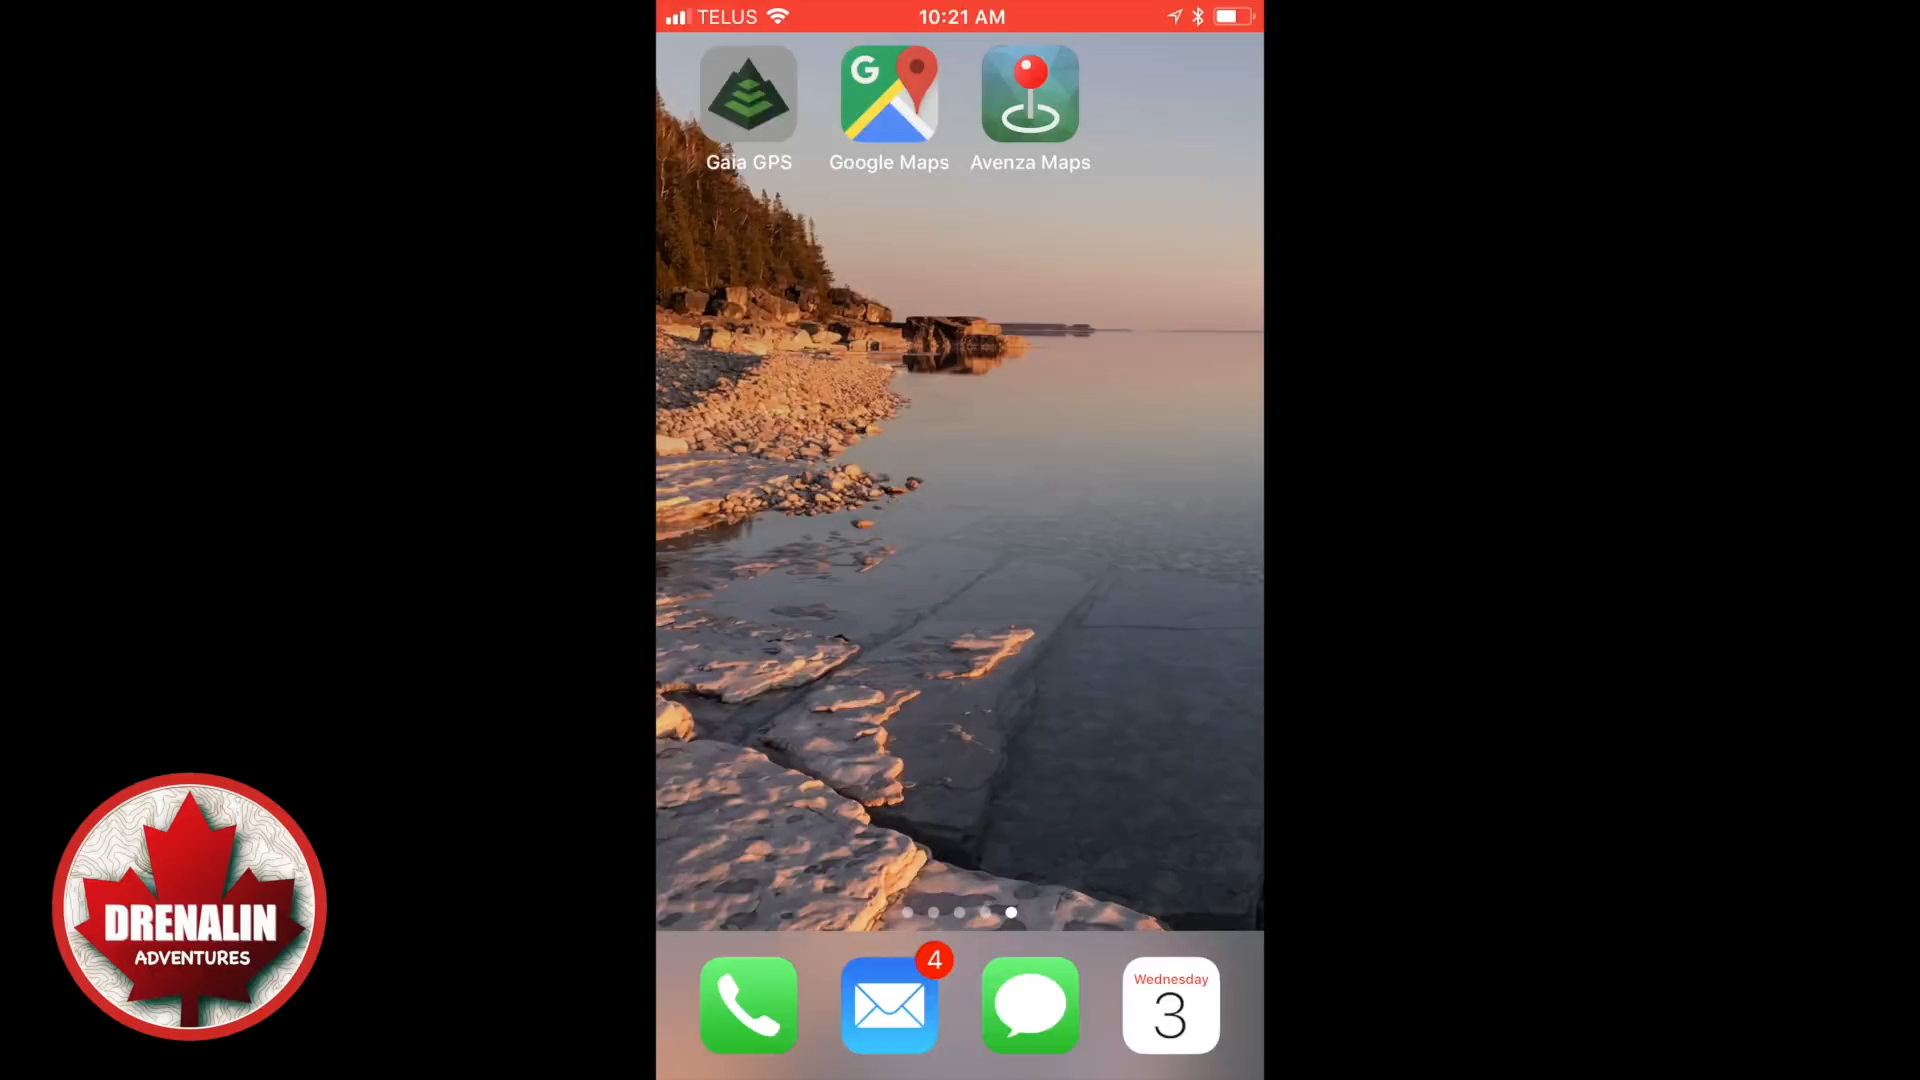 TELUS 10:21 AM
G
Gaia GPS Google Maps Avenza Maps
DRENALIN
ADVENTURES
4
Wednesday
3